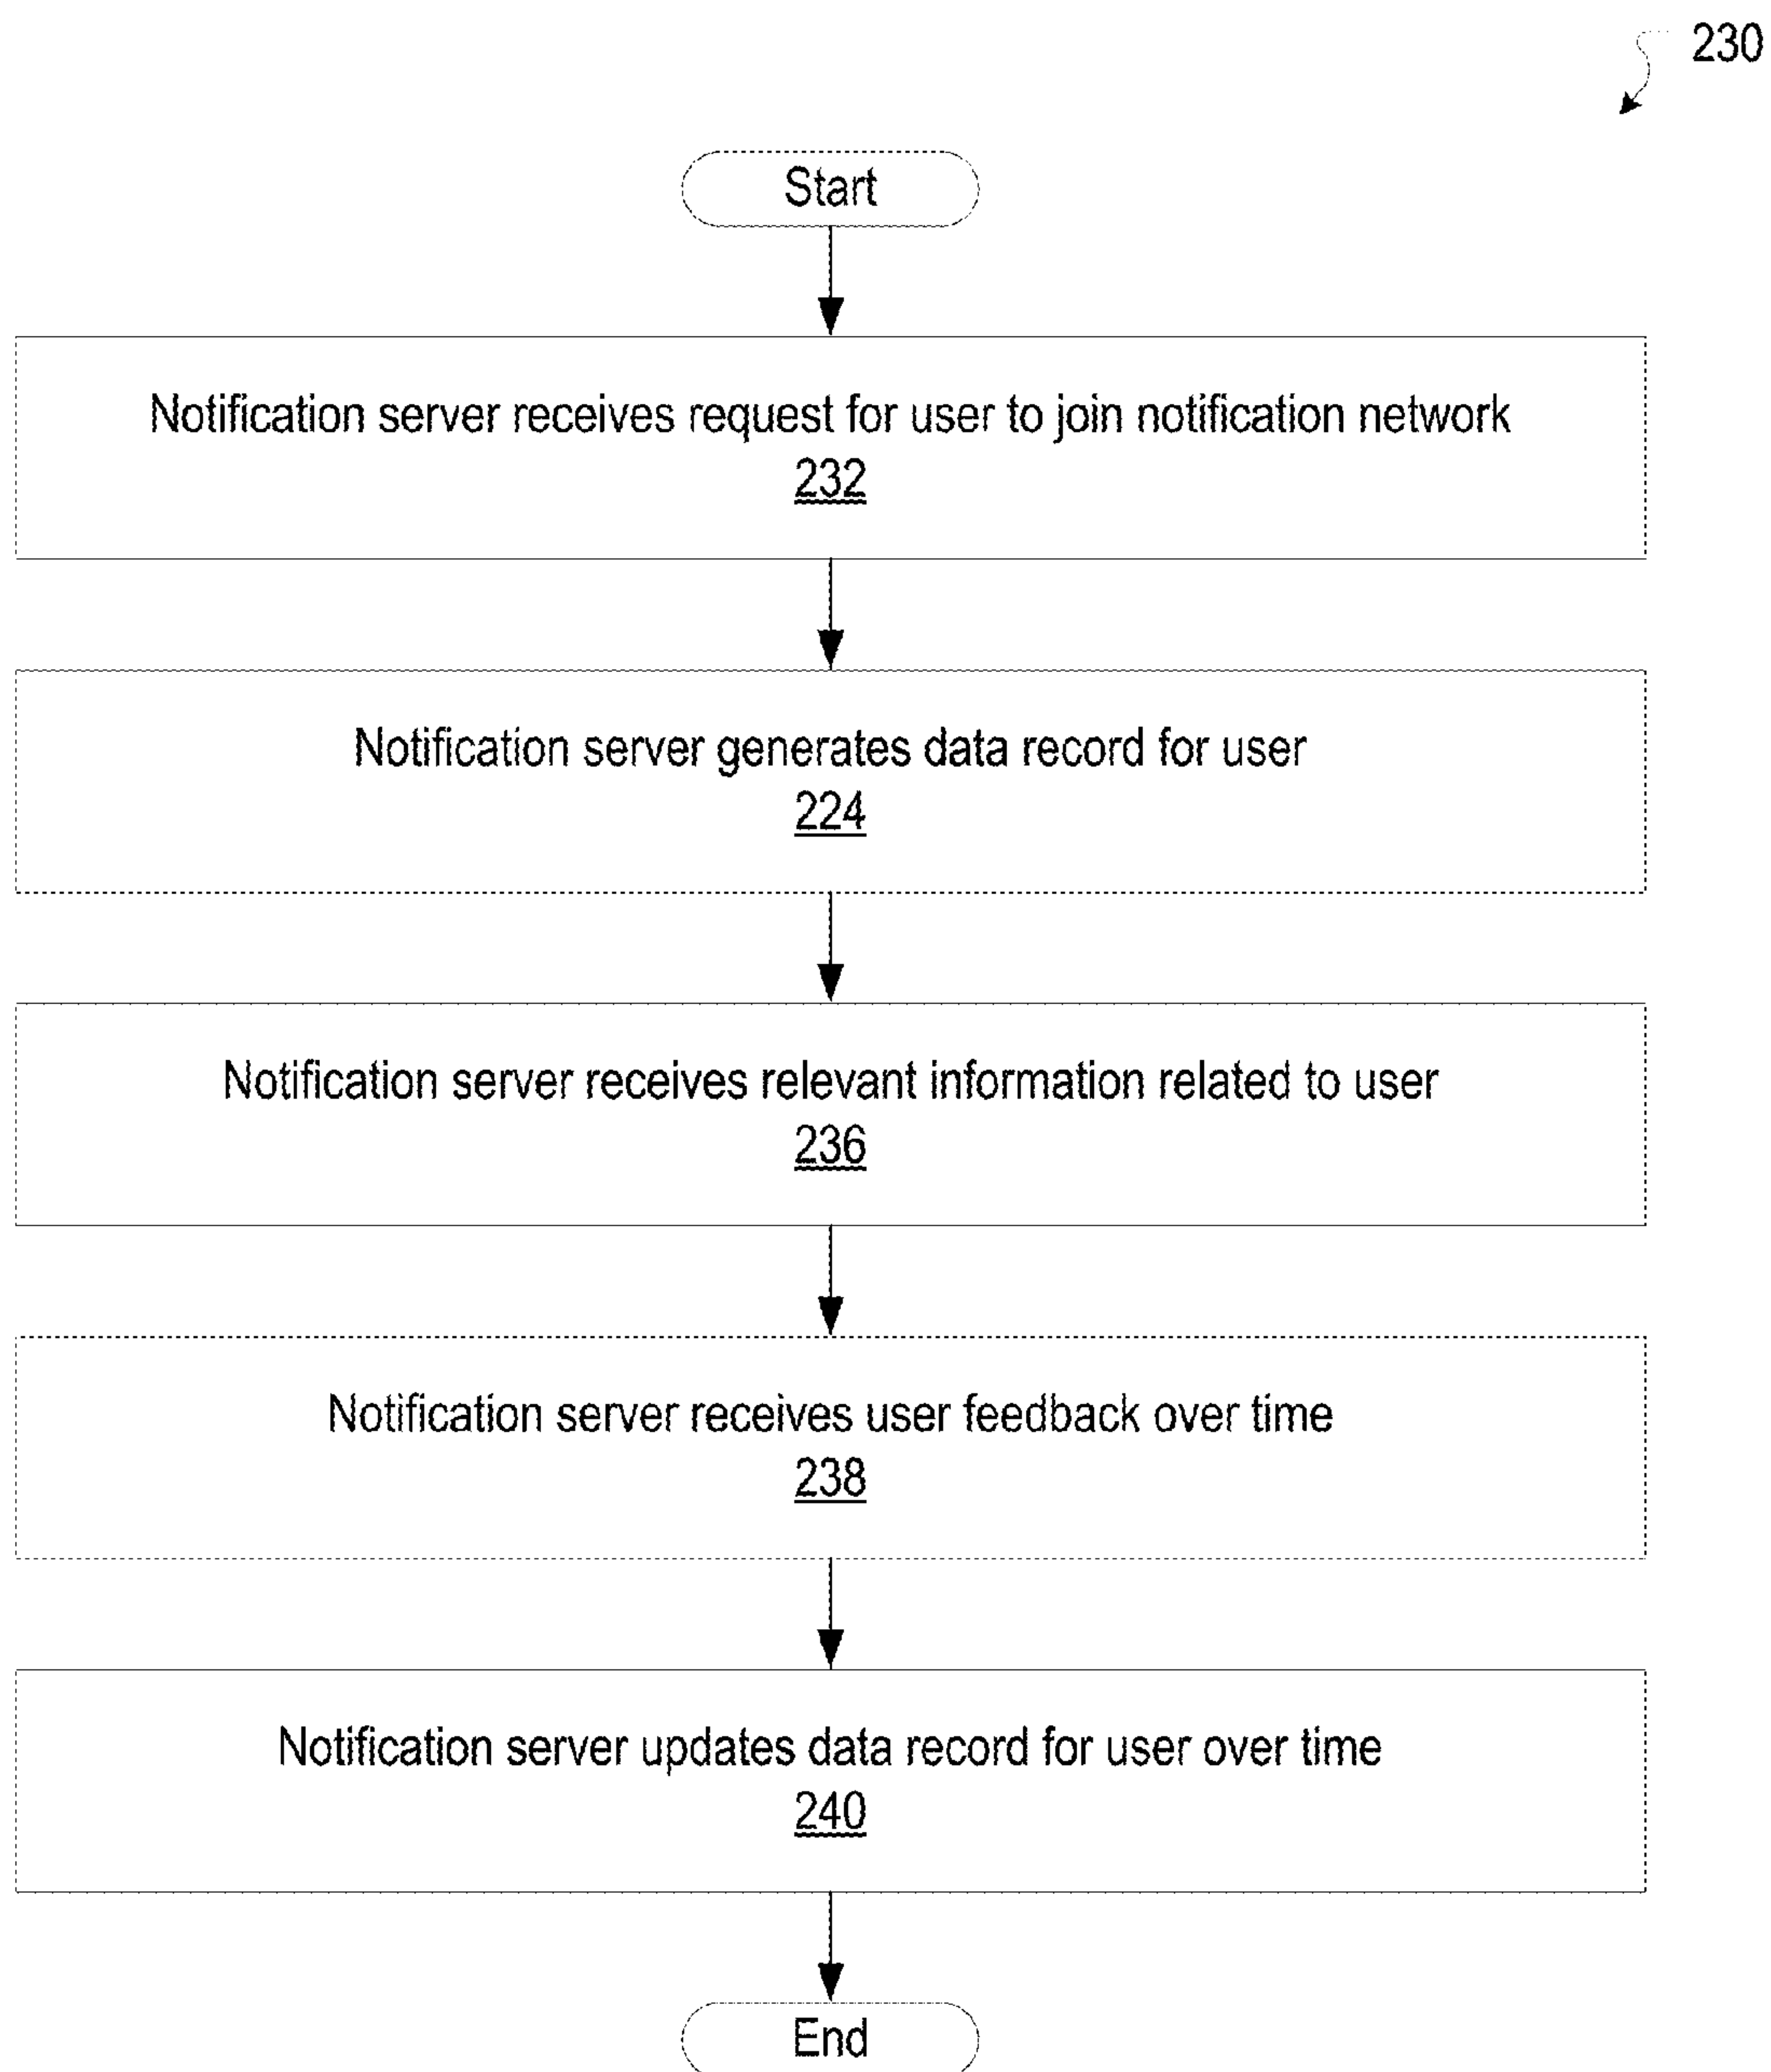 230
Start
Notification server receives request for user to join notification network
232
Notification server generates data record for user
224
Notification server receives relevant information related to user
236
Notification server receives user feedback over time
238
Notification server updates data record for user over time
240
End